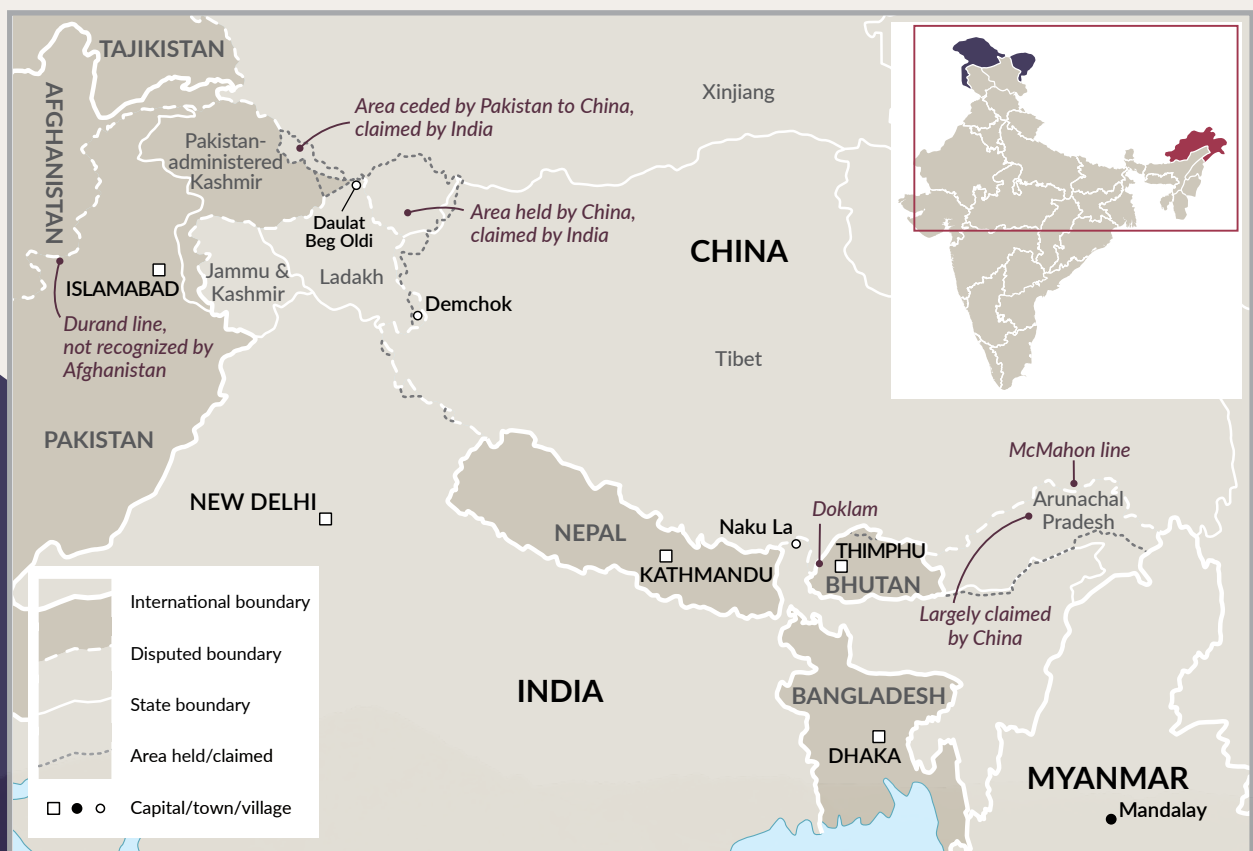 TAJIKISTAN
AFGHANISTAN
Xinjiang
Area ceded by Pakistan to China,
claimed by India
Pakistan-
administered
Kashmir
Daulat
Beg Oldi
Area held by China,
claimed by India
CHINA
Jammu &
Kashmir
Ladakh
ISLAMABAD
Demchok
Durand line,
not recognized by
Afghanistan
Tibet
PAKISTAN
McMahon line
NEW DELHI
Arunachal
Pradesh
Doklam
Naku La
NEPAL
THIMPHU
KATHMANDU
BHUTAN
Largely claimed
by China
International boundary
Disputed boundary
State boundary
Area held/claimed
Capital/town/village
INDIA
BANGLADESH
DHAKA
MYANMAR
Mandalay